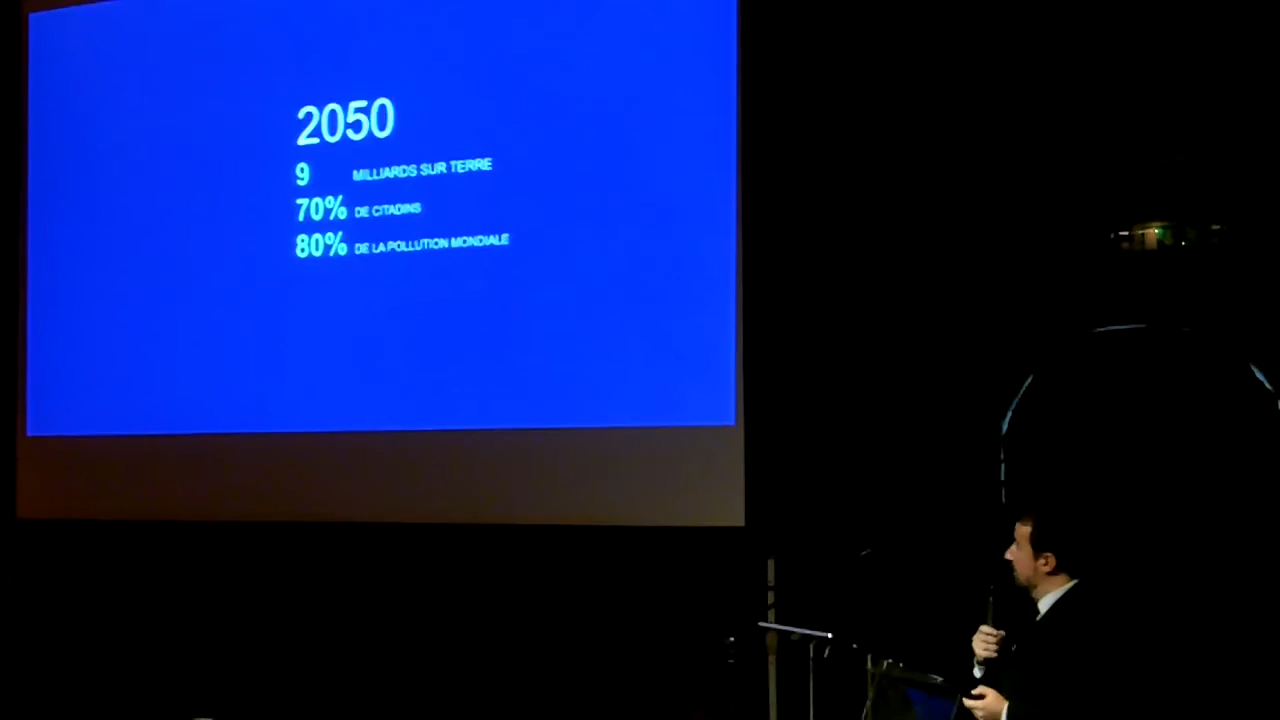 2050
9 MILLIARDS SUR TERRE
70% DE CITADINS
80% DE LA POLLUTION MONDIALE